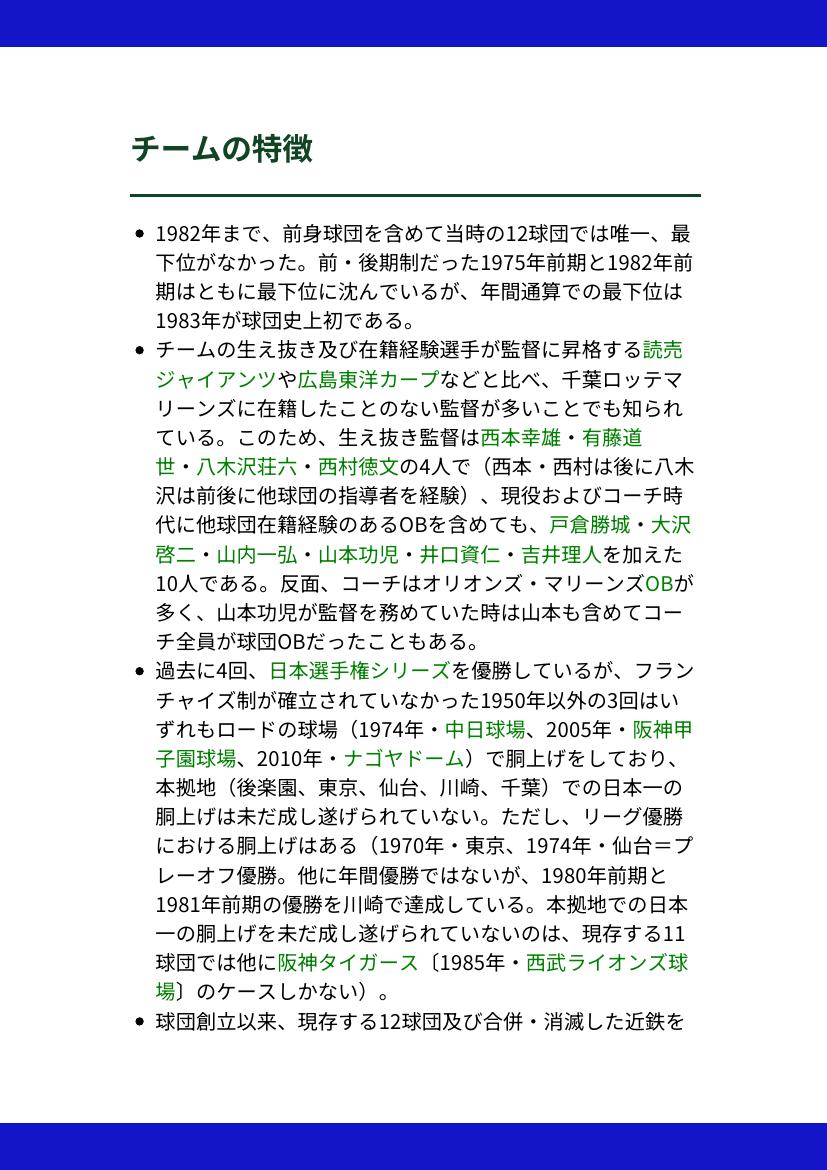 チームの特徴
1982年まで、前身球団を含めて当時の12球団では唯一、最
下位がなかった。前・後期制だった1975年前期と1982年前
期はともに最下位に沈んでいるが、年間通算での最下位は
1983年が球団史上初である。
チームの生え抜き及び在籍経験選手が監督に昇格する読売
ジャイアンツや広島東洋カープなどと比べ、千葉ロッテマ
リーンズに在籍したことのない監督が多いことでも知られ
ている。このため、生え抜き監督は西本幸雄・有藤道
世・八木沢荘六・西村徳文の4人で（西本・西村は後に八木
沢は前後に他球団の指導者を経験）、現役およびコーチ時
代に他球団在籍経験のあるOBを含めても、戸倉勝城・大沢
啓二・山内一弘・山本功児・井口資仁・吉井理人を加えた
10人である。反面、コーチはオリオンズ・マリーンズOBが
多く、山本功児が監督を務めていた時は山本も含めてコー
チ全員が球団OBだったこともある。
過去に4回、日本選手権シリーズを優勝しているが、フラン
チャイズ制が確立されていなかった1950年以外の3回はい
ずれもロードの球場（1974年・中日球場、2005年・阪神甲
子園球場、2010年・ナゴヤドーム）で胴上げをしており、
本拠地（後楽園、東京、仙台、川崎、千葉）での日本一の
胴上げは未だ成し遂げられていない。ただし、リーグ優勝
における胴上げはある（1970年・東京、1974年・仙台＝プ
レーオフ優勝。他に年間優勝ではないが、1980年前期と
1981年前期の優勝を川崎で達成している。本拠地での日本
一の胴上げを未だ成し遂げられていないのは、現存する11
球団では他に阪神タイガース〔1985年・西武ライオンズ球
場〕のケースしかない）。
球団創立以来、現存する12球団及び合併・消滅した近鉄を